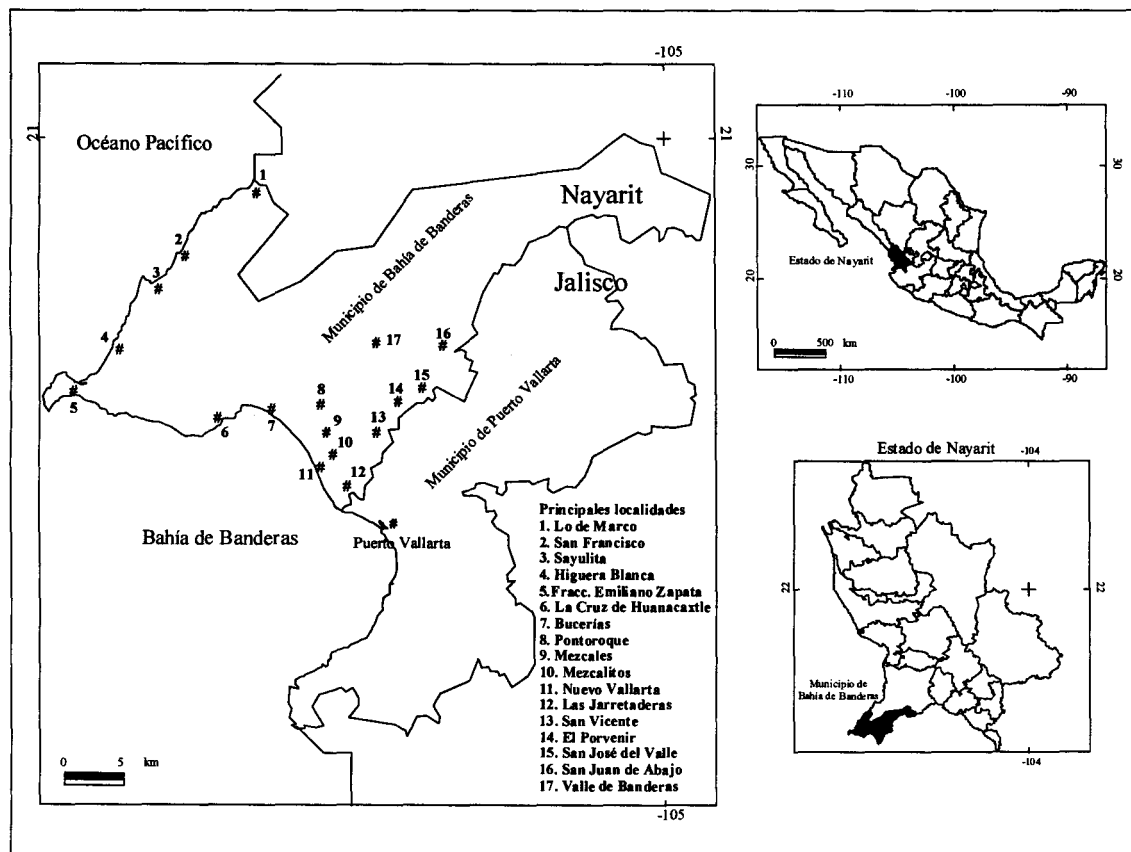 -105
21
21
Océano Pacífico
1
2
3
4
5
6
7
8
9
10
11
12
13
14
15
16
17
Nayarit
Jalisco
Municipio de Bahía de Banderas
Municipio de Puerto Vallarta
Bahía de Banderas
Puerto Vallarta
Principales localidades
1. Lo de Marco
2. San Francisco
3. Sayulita
4. Higuera Blanca
5.Fracc. Emiliano Zapata
6. La Cruz de Huanacaxtle
7. Bucerías
8. Pontoroque
9. Mezcales
10. Mezcalitos
11. Nuevo Vallarta
12. Las Jarretaderas
13. San Vicente
14. El Porvenir
15. San José del Valle
16. San Juan de Abajo
17. Valle de Banderas
0 5 km
-105
-110 -100 -90
30
30
20
20
Estado de Nayarit
0 500 km
-110 -100 -90
Estado de Nayarit
-104
22
22
Municipio de
Bahía de Banderas
-104